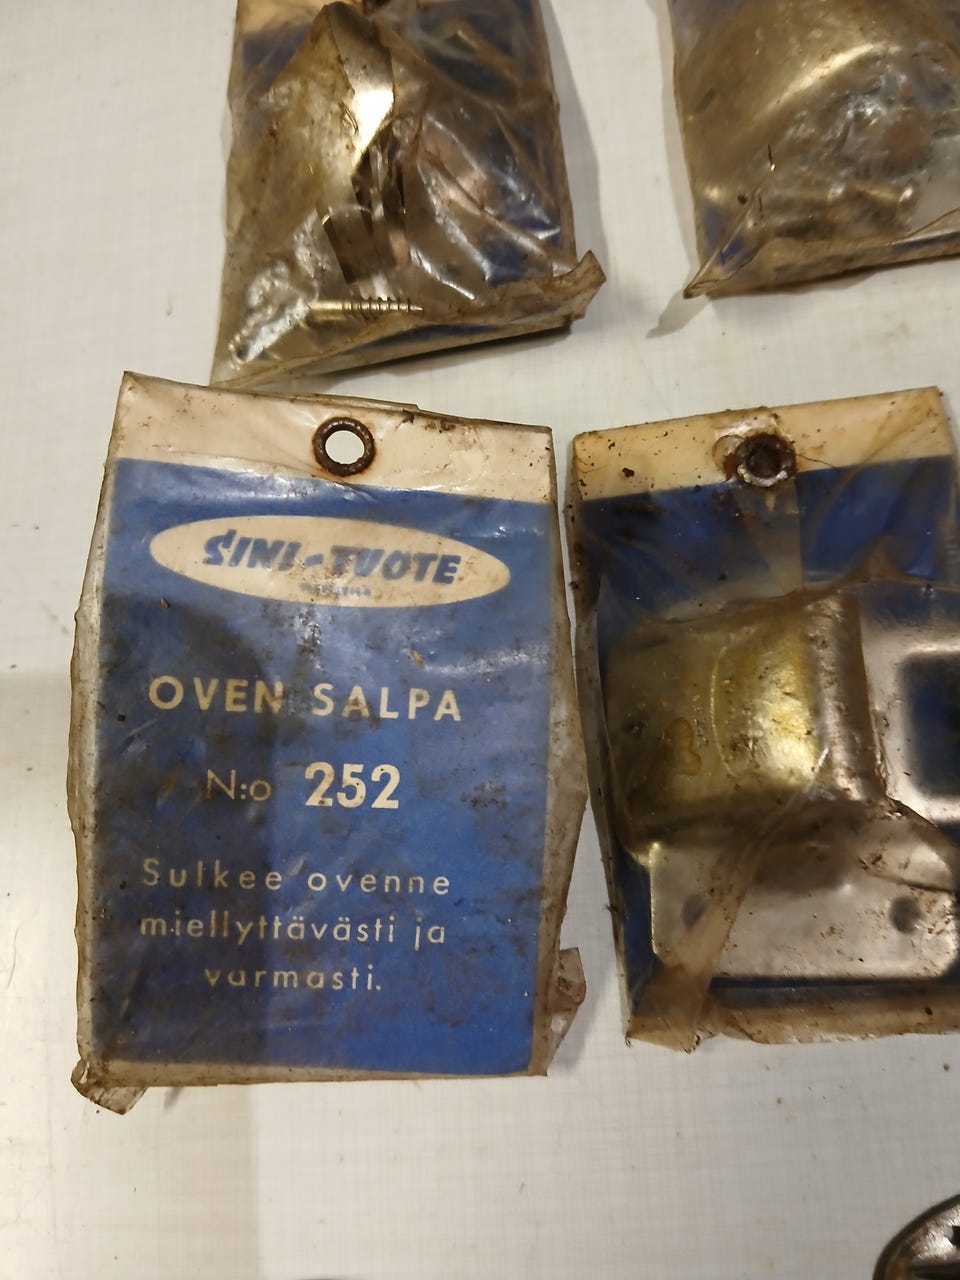 SINI-TUOTE
OVEN SALPA
N:o 252
Sulkee ovenne
miellyttävästi ja
varmasti.